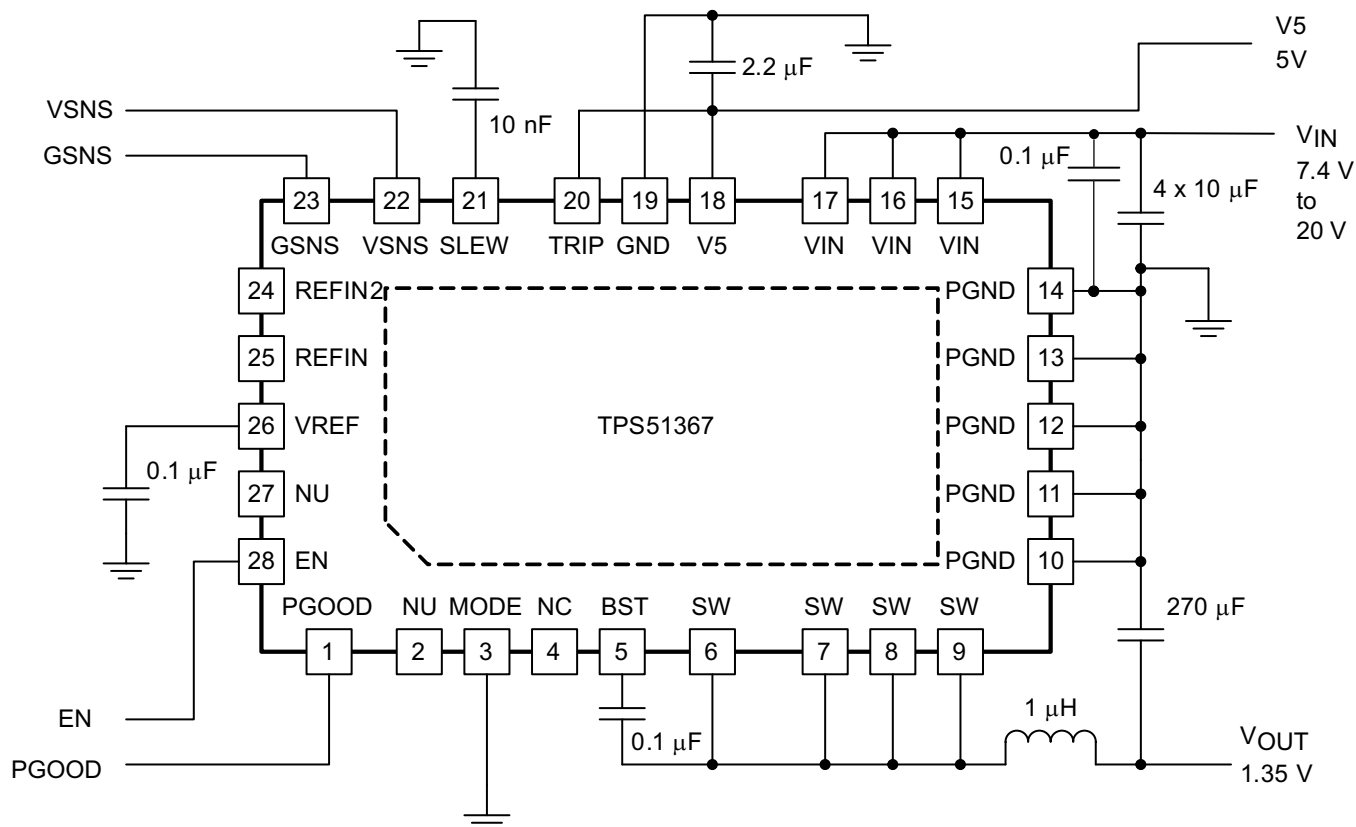 V5
5V
2.2 μF
VSNS
10 nF
GSNS
0.1 μF
VIN
7.4 V
to
20 V
4 x 10 μF
23
22
21
20
19
18
17
16
15
GSNS
VSNS
SLEW
TRIP
GND
V5
VIN
VIN
VIN
24
REFIN2
PGND
14
25
REFIN
PGND
13
26
VREF
TPS51367
PGND
12
0.1 μF
27
NU
PGND
11
28
EN
PGND
10
PGOOD
NU
MODE
NC
BST
SW
SW
SW
SW
270 μF
1
2
3
4
5
6
7
8
9
EN
0.1 μF
1 μH
PGOOD
VOUT
1.35 V